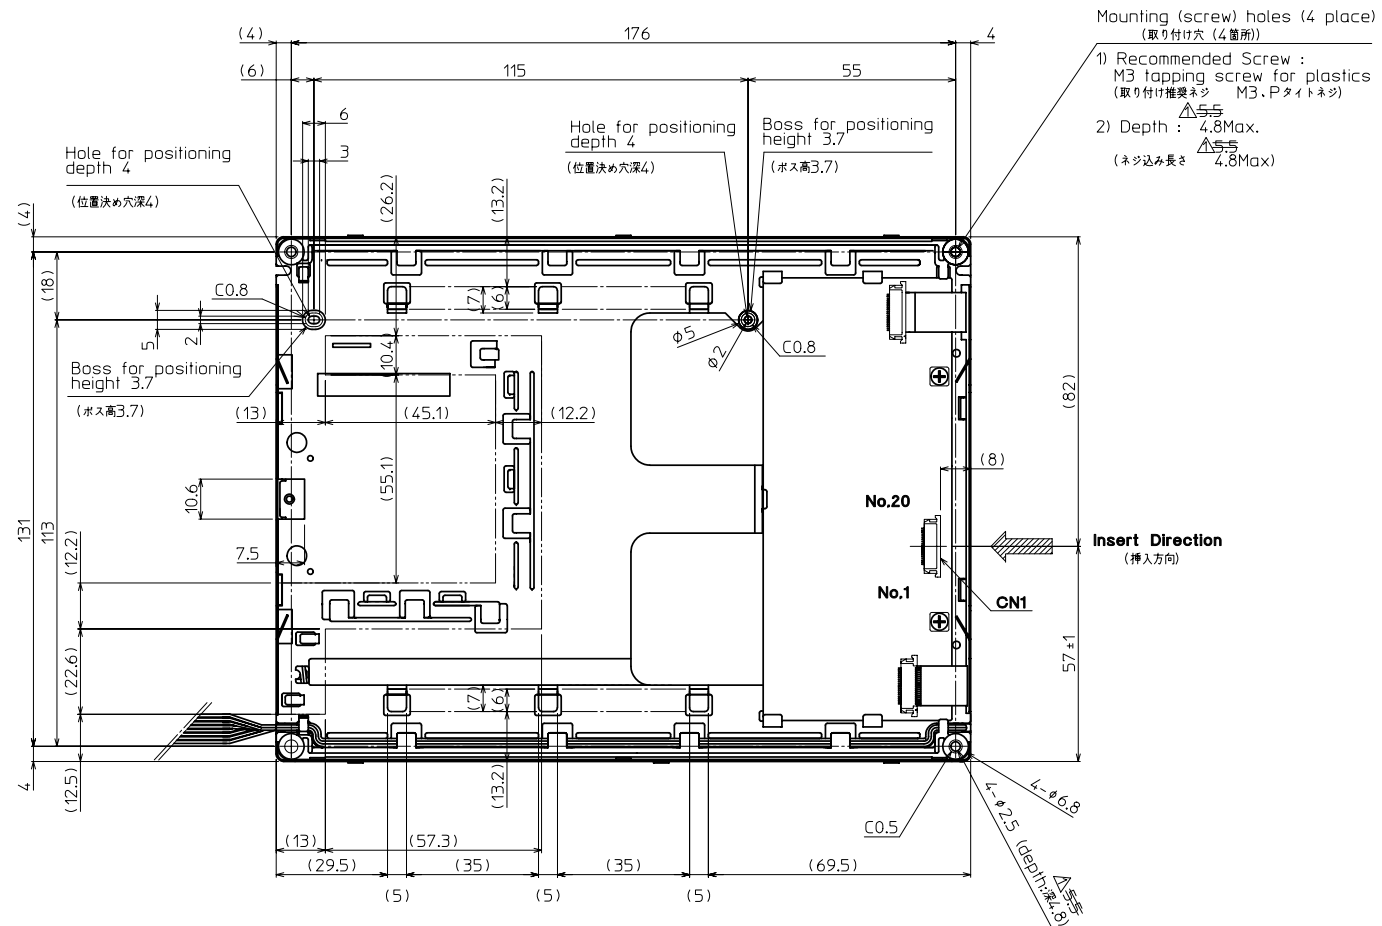 Mounting (screw) holes (4 place)
(取り付け穴 (4箇所))
1) Recommended Screw :
M3 tapping screw for plastics
(取り付け推奨ネジ M3、Pタイトネジ)
1 5.5
2) Depth : 4.8Max.
1 5.5
(ネジ込み長さ 4.8Max)
(4)
176
4
(6)
115
55
6
3
Hole for positioning
depth 4
(位置決め穴深4)
Hole for positioning
depth 4
(位置決め穴深4)
Boss for positioning
height 3.7
(ボス高3.7)
(26.2)
(13.2)
(4)
(18)
C0.8
(7)
(6)
5
2
10.4
φ5
φ2
C0.8
Boss for positioning
height 3.7
(ボス高3.7)
(13)
(45.1)
(12.2)
(82)
(8)
(55.1)
10.6
No.20
131
113
(12.2)
7.5
Insert Direction
(挿入方向)
No.1
CN1
57±1
(22.6)
(7)
(6)
4
(12.5)
(13.2)
4-φ6.8
4-φ2.5 (depth:深4.8)
1 5.5
C0.5
(13)
(57.3)
(29.5)
(35)
(35)
(69.5)
(5)
(5)
(5)